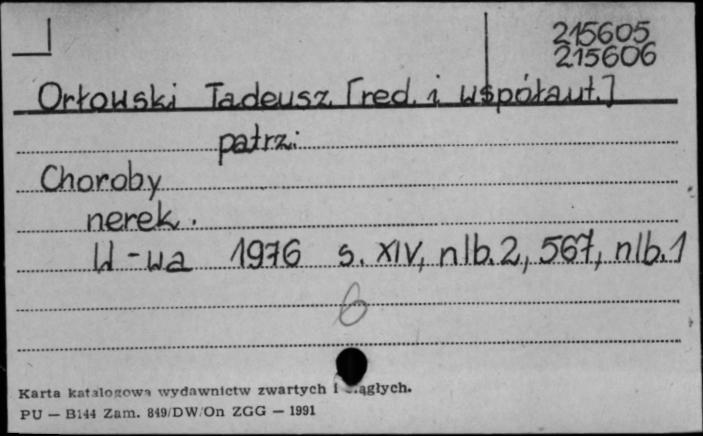 215605
215606
Orłowski Tadeusz [red. i współaut.]
patrz:
Choroby
nerek.
W-wa 1976 s. XIV, nlb. 2, 567, nlb. 1
6
Karta katalogowa wydawnictw zwartych i ciągłych.
PU — B144 Zam. 849/DW/On ZGG — 1991